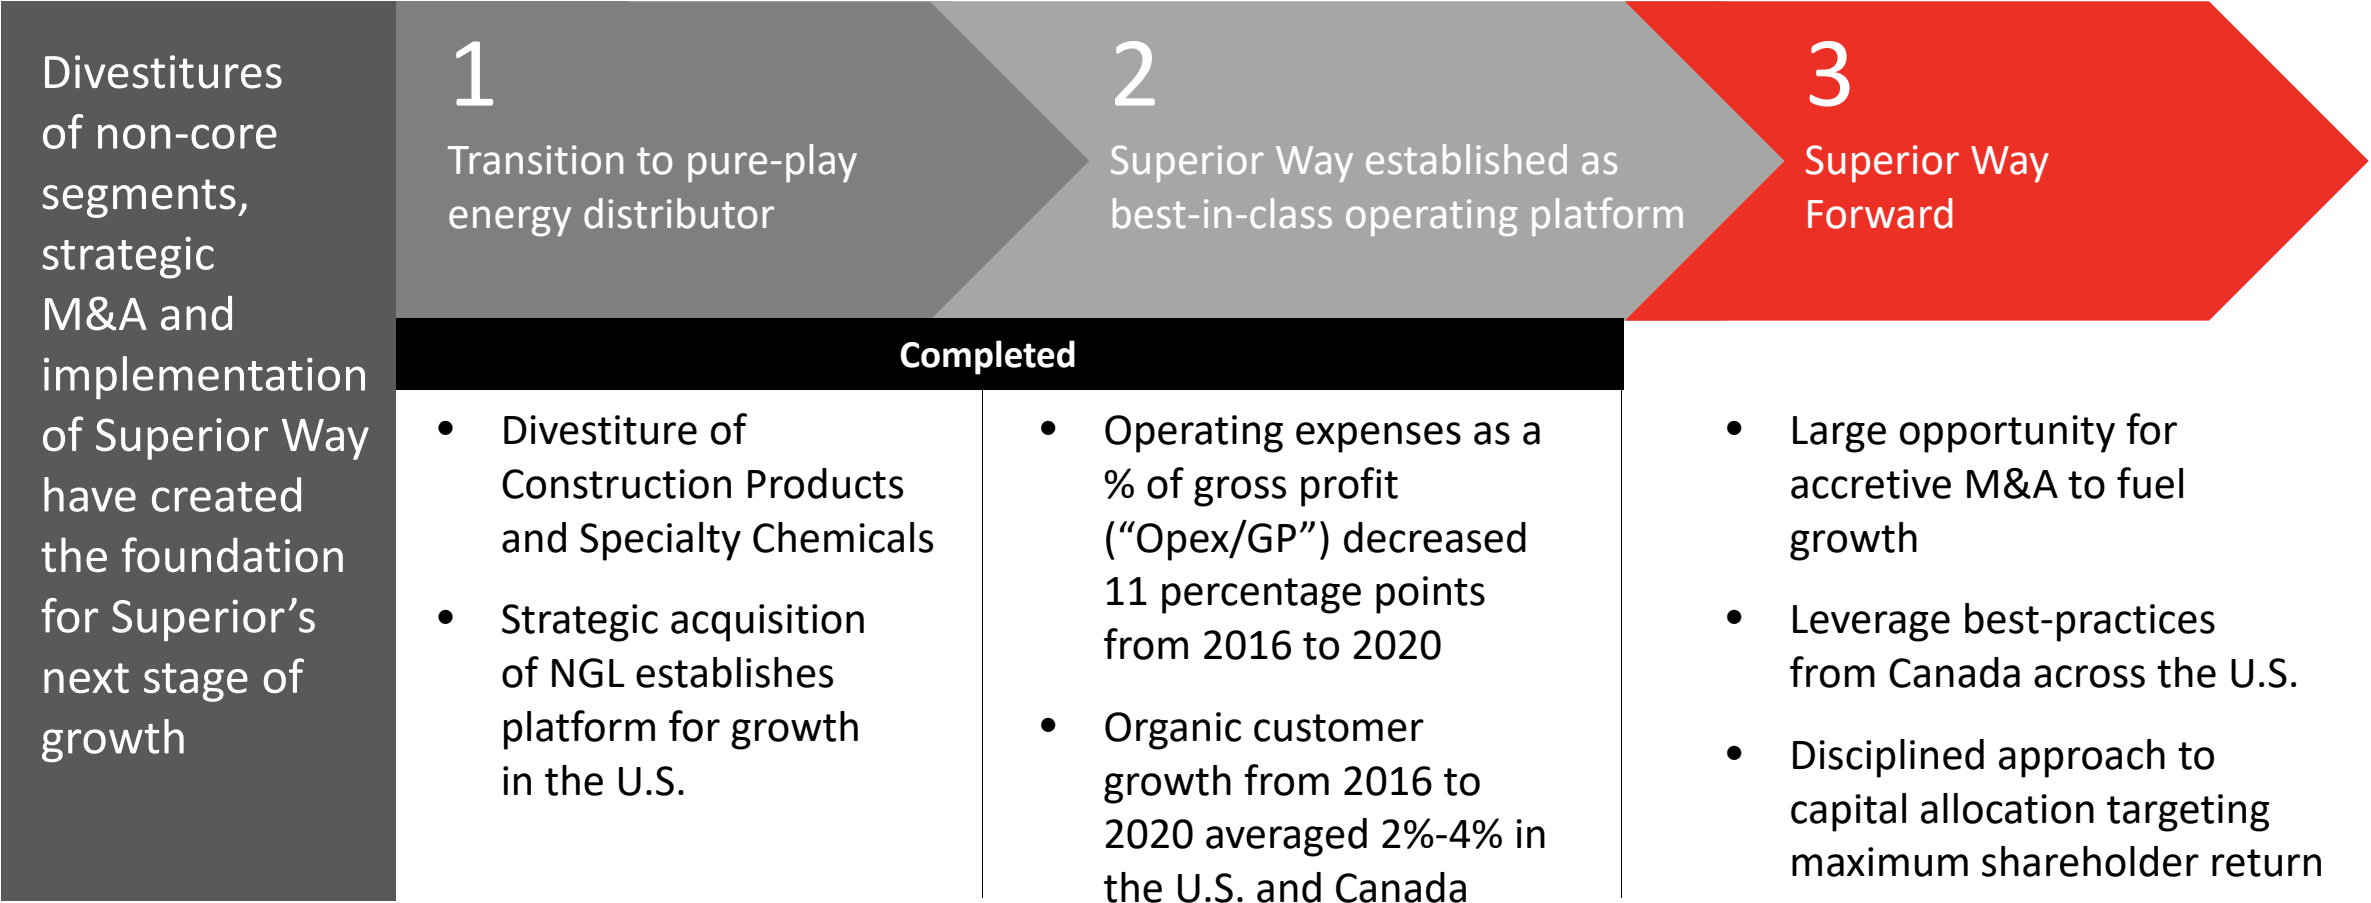 Divestitures
of non-core
segments,
strategic
M&A and
implementation
of Superior Way
have created
the foundation
for Superior’s
next stage of
growth
1
Transition to pure-play
energy distributor
2
Superior Way established as
best-in-class operating platform
3
Superior Way
Forward
Completed
• Divestiture of
Construction Products
and Specialty Chemicals
• Strategic acquisition
of NGL establishes
platform for growth
in the U.S.
• Operating expenses as a
% of gross profit
(“Opex/GP”) decreased
11 percentage points
from 2016 to 2020
• Organic customer
growth from 2016 to
2020 averaged 2%-4% in
the U.S. and Canada
• Large opportunity for
accretive M&A to fuel
growth
• Leverage best-practices
from Canada across the U.S.
• Disciplined approach to
capital allocation targeting
maximum shareholder return